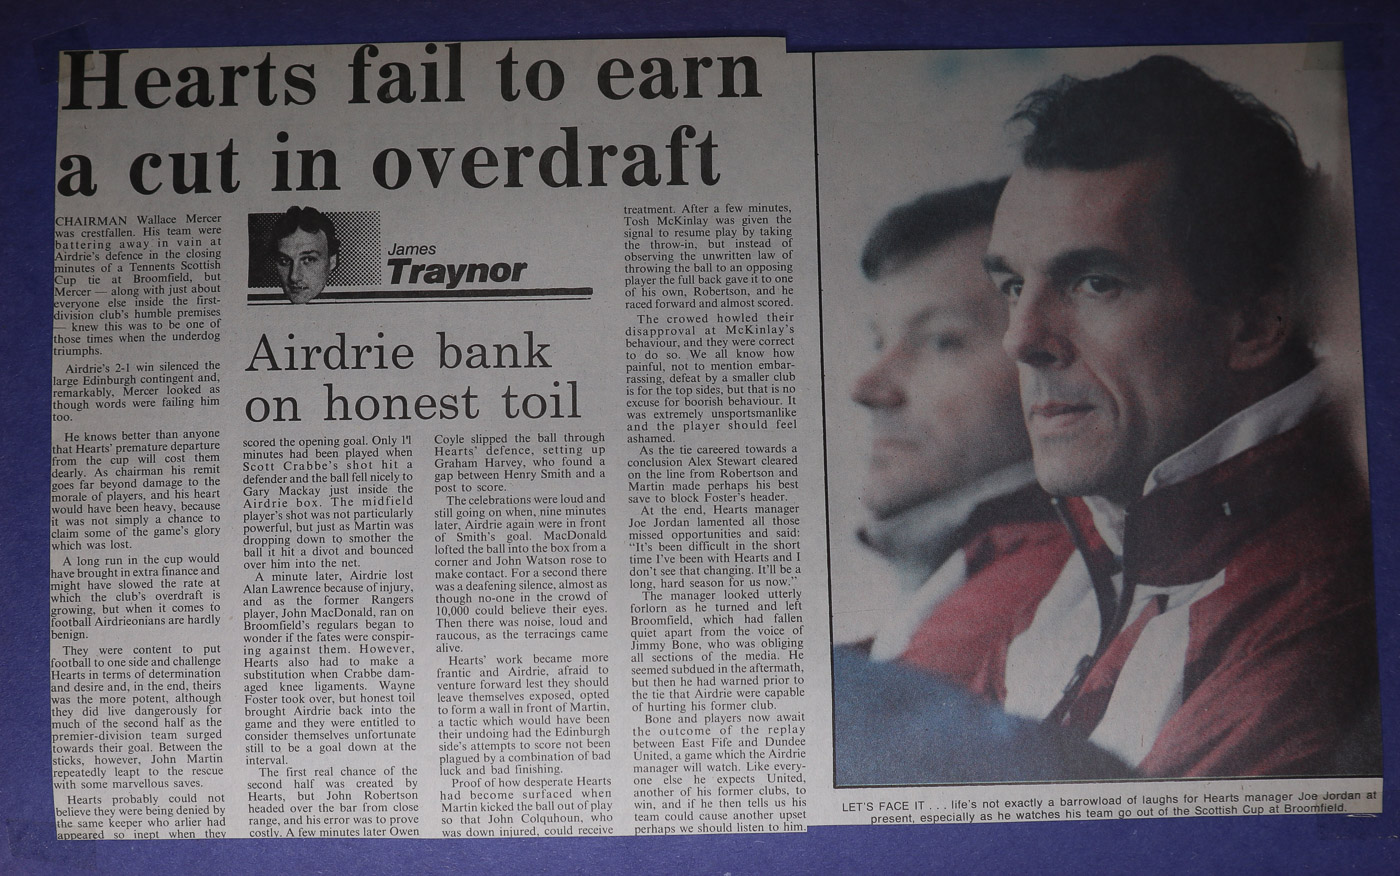 Hearts fail to earn
a cut in overdraft
CHAIRMAN Wallace Mercer
was crestfallen. His team were
battering away in vain at
Airdrie's defence in the closing
minutes of a Tennents Scottish
Cup tie at Broomfield, but
Mercer — along with just about
everyone else inside the first-
division club's humble premises
— knew this was to be one of
those times when the underdog
triumphs.
Airdrie's 2-1 win silenced the
large Edinburgh contingent and,
remarkably, Mercer looked as
though words were failing him
too.
He knows better than anyone
that Hearts' premature departure
from the cup will cost them
dearly. As chairman his remit
goes far beyond damage to the
morale of players, and his heart
would have been heavy, because
it was not simply a chance to
claim some of the game's glory
which was lost.
A long run in the cup would
have brought in extra finance and
might have slowed the rate at
which the club's overdraft is
growing, but when it comes to
football Airdrieonians are hardly
benign.
They were content to put
football to one side and challenge
Hearts in terms of determination
and desire and, in the end, theirs
was the more potent, although
they did live dangerously for
much of the second half as the
premier-division team surged
towards their goal. Between the
sticks, however, John Martin
repeatedly leapt to the rescue
with some marvellous saves.
Hearts probably could not
believe they were being denied by
the same keeper who arlier had
appeared so inept when they
James
Traynor
Airdrie bank
on honest toil
scored the opening goal. Only 11
minutes had been played when
Scott Crabbe's shot hit a
defender and the ball fell nicely to
Gary Mackay just inside the
Airdrie box. The midfield
player's shot was not particularly
powerful, but just as Martin was
dropping down to smother the
ball it hit a divot and bounced
over him into the net.
A minute later, Airdrie lost
Alan Lawrence because of injury,
and as the former Rangers
player, John MacDonald, ran on
Broomfield's regulars began to
wonder if the fates were conspir-
ing against them. However,
Hearts also had to make a
substitution when Crabbe dam-
aged knee ligaments. Wayne
Foster took over, but honest toil
brought Airdrie back into the
game and they were entitled to
consider themselves unfortunate
still to be a goal down at the
interval.
The first real chance of the
second half was created by
Hearts, but John Robertson
headed over the bar from close
range, and his error was to prove
costly. A few minutes later Owen
Coyle slipped the ball through
Hearts' defence, setting up
Graham Harvey, who found a
gap between Henry Smith and a
post to score.
The celebrations were loud and
still going on when, nine minutes
later, Airdrie again were in front
of Smith's goal. MacDonald
lofted the ball into the box from a
corner and John Watson rose to
make contact. For a second there
was a deafening silence, almost as
though no-one in the crowd of
10,000 could believe their eyes.
Then there was noise, loud and
raucous, as the terracings came
alive.
Hearts' work became more
frantic and Airdrie, afraid to
venture forward lest they should
leave themselves exposed, opted
to form a wall in front of Martin,
a tactic which would have been
their undoing had the Edinburgh
side's attempts to score not been
plagued by a combination of bad
luck and bad finishing.
Proof of how desperate Hearts
had become surfaced when
Martin kicked the ball out of play
so that John Colquhoun, who
was down injured, could receive
treatment. After a few minutes,
Tosh McKinlay was given the
signal to resume play by taking
the throw-in, but instead of
observing the unwritten law of
throwing the ball to an opposing
player the full back gave it to one
of his own, Robertson, and he
raced forward and almost scored.
The crowed howled their
disapproval at McKinlay's
behaviour, and they were correct
to do so. We all know how
painful, not to mention embar-
rassing, defeat by a smaller club
is for the top sides, but that is no
excuse for boorish behaviour. It
was extremely unsportsmanlike
and the player should feel
ashamed.
As the tie careered towards a
conclusion Alex Stewart cleared
on the line from Robertson and
Martin made perhaps his best
save to block Foster's header.
At the end, Hearts manager
Joe Jordan lamented all those
missed opportunities and said:
"It's been difficult in the short
time I've been with Hearts and I
don't see that changing. It'll be a
long, hard season for us now."
The manager looked utterly
forlorn as he turned and left
Broomfield, which had fallen
quiet apart from the voice of
Jimmy Bone, who was obliging
all sections of the media. He
seemed subdued in the aftermath,
but then he had warned prior to
the tie that Airdrie were capable
of hurting his former club.
Bone and players now await
the outcome of the replay
between East Fife and Dundee
United, a game which the Airdrie
manager will watch. Like every-
one else he expects United,
another of his former clubs, to
win, and if he then tells us his
team could cause another upset
perhaps we should listen to him.
LET'S FACE IT . . . life's not exactly a barrowload of laughs for Hearts manager Joe Jordan at
present, especially as he watches his team go out of the Scottish Cup at Broomfield.